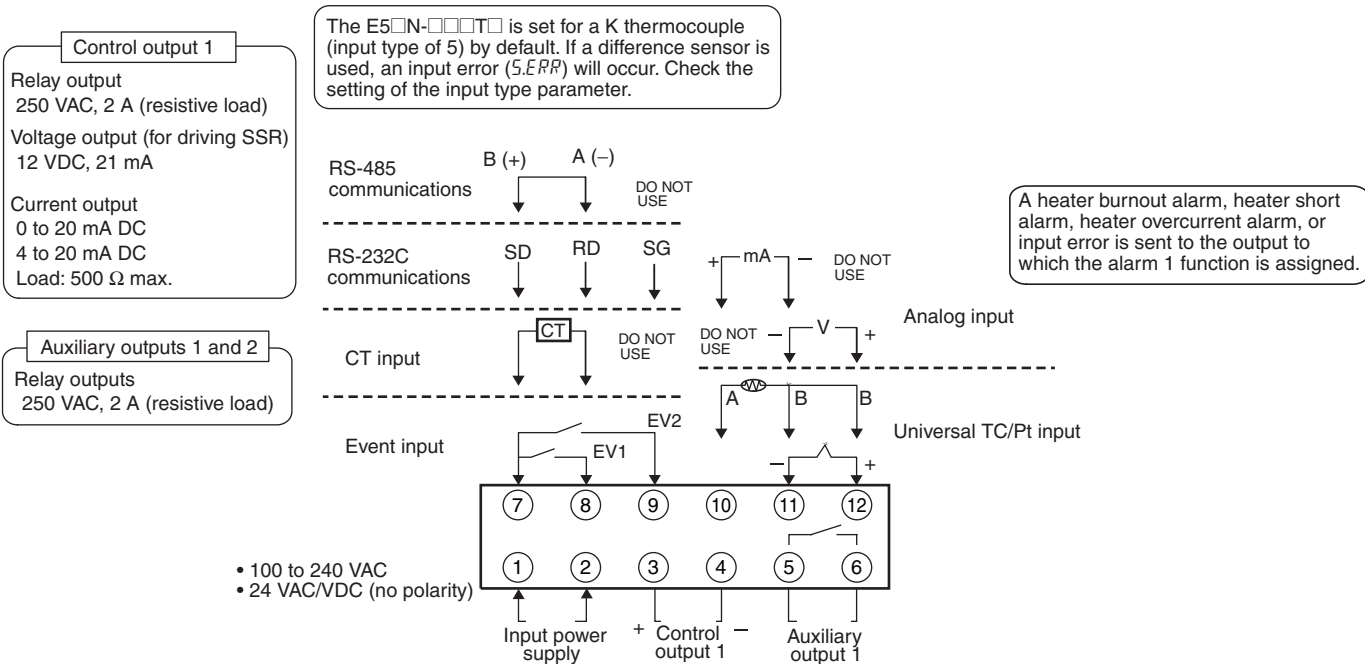 Control output 1
Relay output
250 VAC, 2 A (resistive load)
Voltage output (for driving SSR)
12 VDC, 21 mA
Current output
0 to 20 mA DC
4 to 20 mA DC
Load: 500 Ω max.
Auxiliary outputs 1 and 2
Relay outputs
250 VAC, 2 A (resistive load)
The E5□N-□□□T□ is set for a K thermocouple
(input type of 5) by default. If a difference sensor is
used, an input error (S.ERR) will occur. Check the
setting of the input type parameter.
A heater burnout alarm, heater short
alarm, heater overcurrent alarm, or
input error is sent to the output to
which the alarm 1 function is assigned.
RS-485
communications
B (+) A (−)
DO NOT
USE
RS-232C
communications
SD RD SG
+ mA −
DO NOT
USE
CT input
CT
DO NOT
USE
DO NOT
USE
− V +
Analog input
A B B
Universal TC/Pt input
− +
Event input
EV2
EV1
7 8 9 10 11 12
1 2 3 4 5 6
• 100 to 240 VAC
• 24 VAC/VDC (no polarity)
Input power
supply
+ Control −
output 1
Auxiliary
output 1